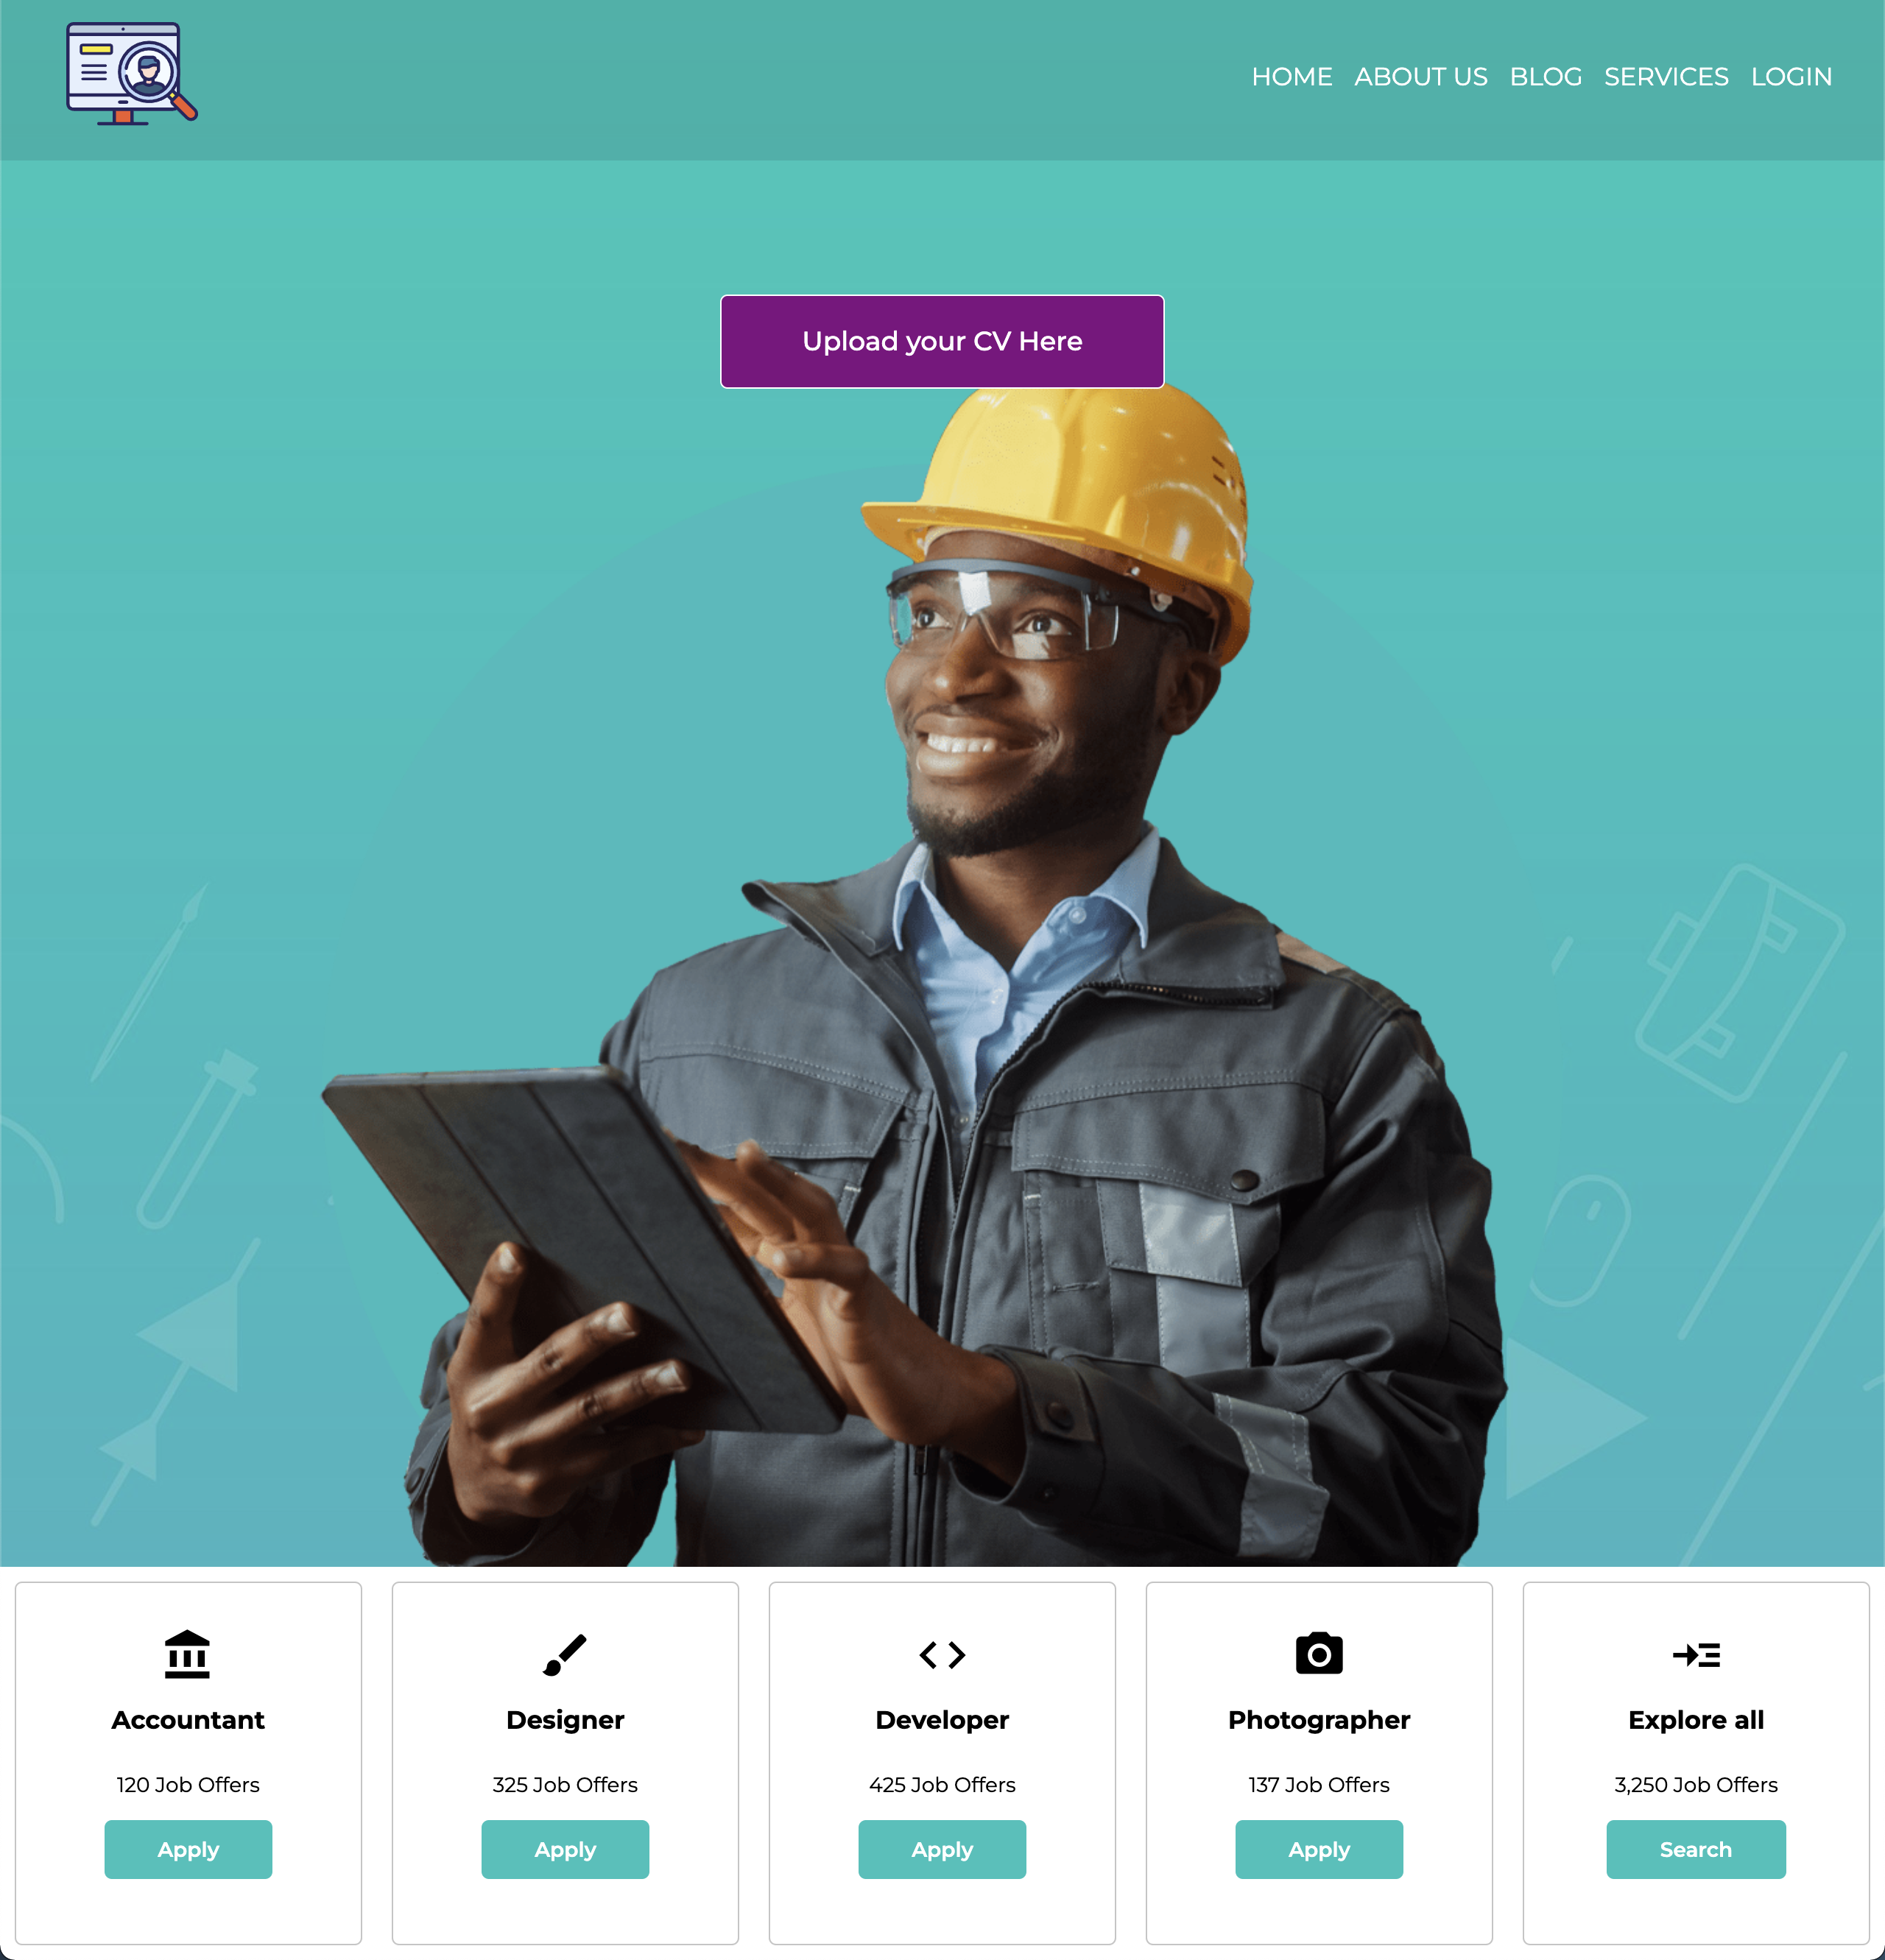 HOME ABOUT US BLOG SERVICES LOGIN
Upload your CV Here
Accountant
120 Job Offers
Apply
Designer
325 Job Offers
Apply
Developer
425 Job Offers
Apply
Photographer
137 Job Offers
Apply
Explore all
3,250 Job Offers
Search